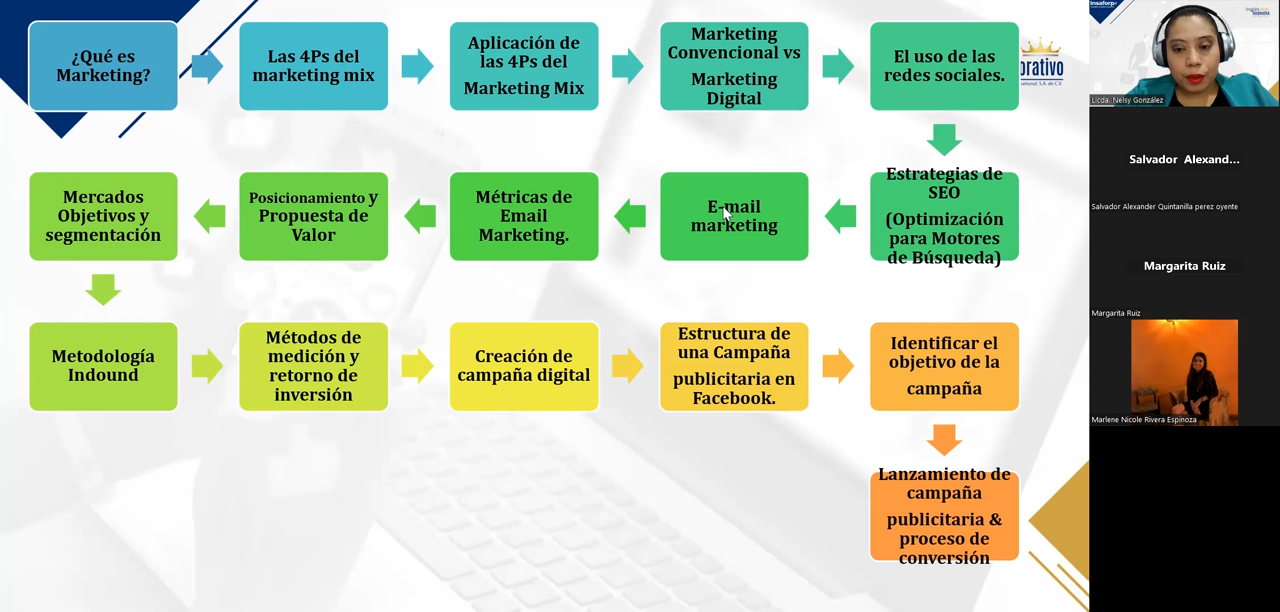 ¿Qué es
Marketing?
Las 4Ps del
marketing mix
Aplicación de
las 4Ps del
Marketing Mix
Marketing
Convencional vs
Marketing
Digital
El uso de las
redes sociales.
orativo
Estrategias de
SEO
(Optimización
para Motores
de Búsqueda)
E-mail
marketing
Métricas de
Email
Marketing.
Posicionamiento y
Propuesta de
Valor
Mercados
Objetivos y
segmentación
Metodología
Indound
Métodos de
medición y
retorno de
inversión
Creación de
campaña digital
Estructura de
una Campaña
publicitaria en
Facebook.
Identificar el
objetivo de la
campaña
Lanzamiento de
campaña
publicitaria &
proceso de
conversión
Insaforp
Licda. Neisy González
Salvador Alexand...
Salvador Alexander Quintanilla perez oyente
Margarita Ruiz
Margarita Ruiz
Marlene Nicole Rivera Espinoza